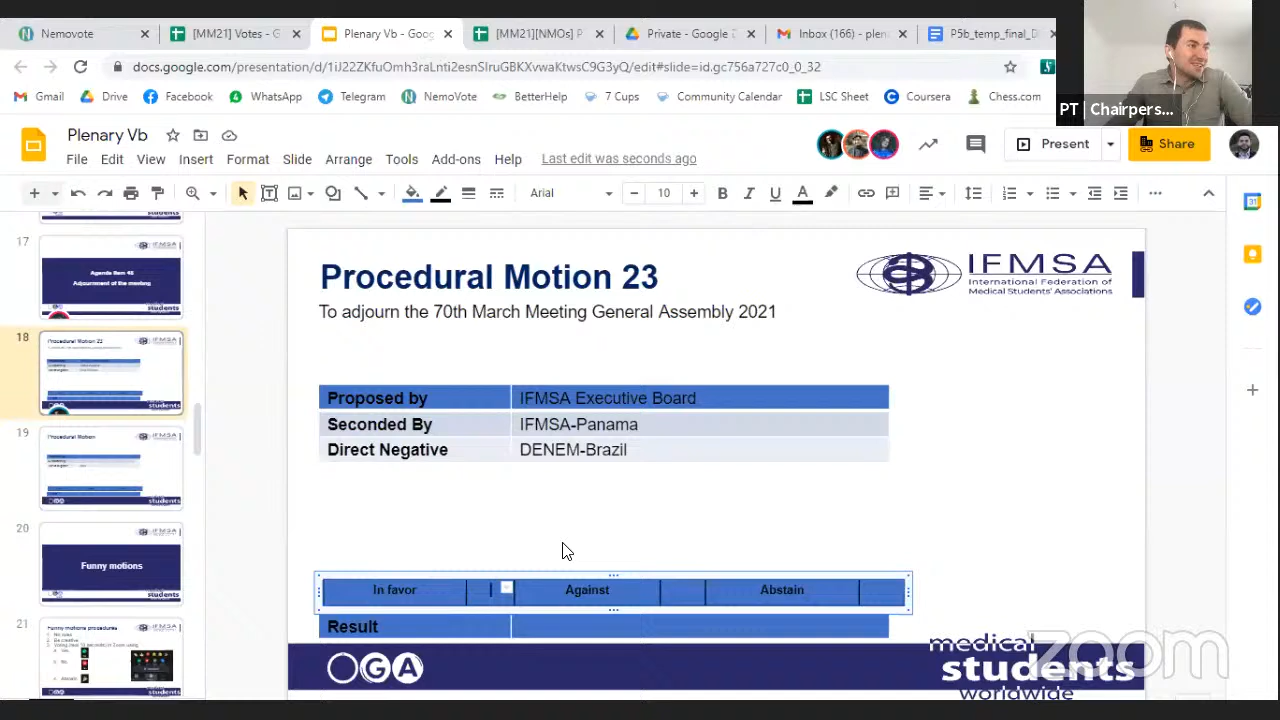 Nemovote
[MM21] Votes - G
Plenary Vb - Goog
[MM21][NMOs] P
Private - Google D
Inbox (166) - plen
P5b_temp_final_D
docs.google.com/presentation/d/1iJ22ZKfuOmh3raLnti2esnSIrdGBKXvwaKtwsC9G3yQ/edit#slide=id.gc756a727c0_0_32
Gmail
Drive
Facebook
WhatsApp
Telegram
NemoVote
BetterHelp
7 Cups
Community Calendar
LSC Sheet
Coursera
Chess.com
PT | Chairpers...
Plenary Vb
File Edit View Insert Format Slide Arrange Tools Add-ons Help
Last edit was seconds ago
Present
Share
Arial
10
17
Agenda Item 42
Adjournment of the meeting
18
Procedural Motion 23
19
Procedural Motion
20
Funny motions
21
Funny motions procedures
Procedural Motion 23
IFMSA
International Federation of
Medical Students' Associations
To adjourn the 70th March Meeting General Assembly 2021
Proposed by IFMSA Executive Board
Seconded By IFMSA-Panama
Direct Negative DENEM-Brazil
In favor Against Abstain
Result
medical
students
worldwide
zoom